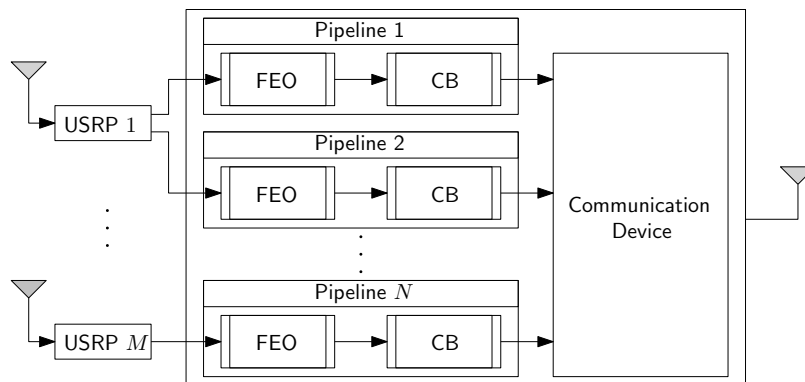 Pipeline 1
FEO
CB
USRP 1
Pipeline 2
FEO
CB
Communication
Device
Pipeline N
FEO
CB
USRP M